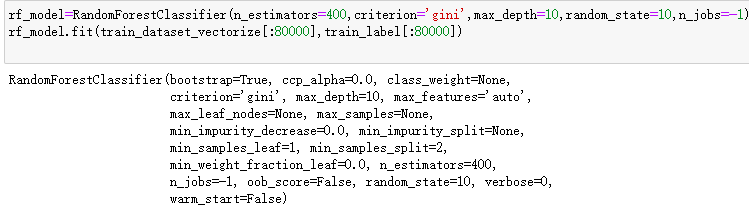 rf_model=RandomForestClassifier(n_estimators=400,criterion='gini',max_depth=10,random_state=10,n_jobs=-1)
rf_model.fit(train_dataset_vectorize[:80000],train_label[:80000])
RandomForestClassifier(bootstrap=True, ccp_alpha=0.0, class_weight=None,
criterion='gini', max_depth=10, max_features='auto',
max_leaf_nodes=None, max_samples=None,
min_impurity_decrease=0.0, min_impurity_split=None,
min_samples_leaf=1, min_samples_split=2,
min_weight_fraction_leaf=0.0, n_estimators=400,
n_jobs=-1, oob_score=False, random_state=10, verbose=0,
warm_start=False)